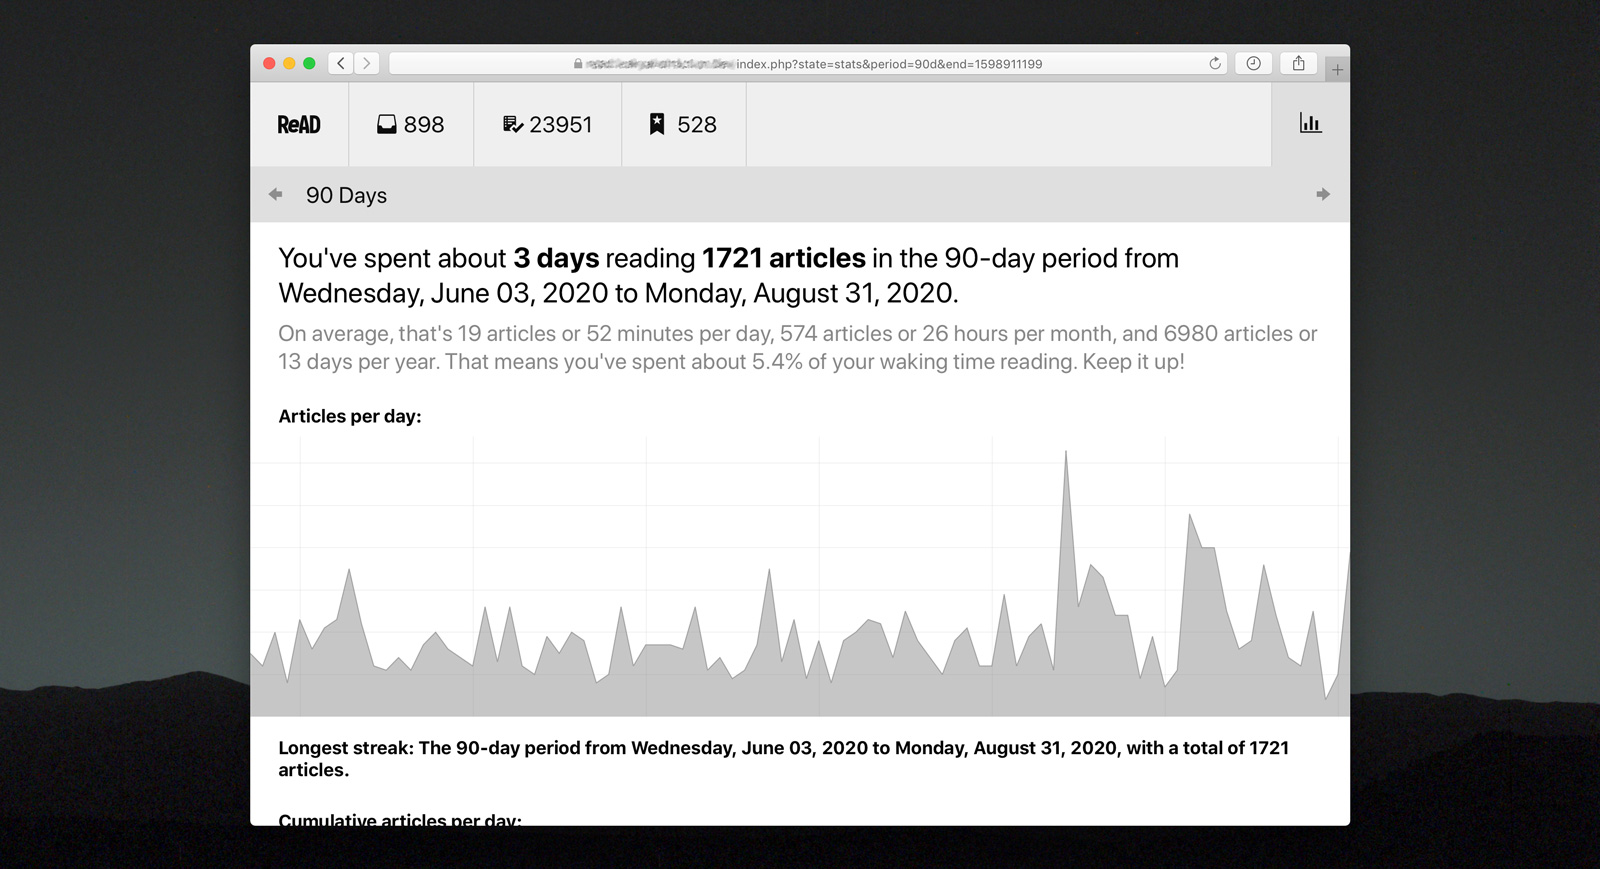 index.php?state=stats&period=90d&end=1598911199
ReAD
898
23951
528
90 Days
You've spent about 3 days reading 1721 articles in the 90-day period from
Wednesday, June 03, 2020 to Monday, August 31, 2020.
On average, that's 19 articles or 52 minutes per day, 574 articles or 26 hours per month, and 6980 articles or
13 days per year. That means you've spent about 5.4% of your waking time reading. Keep it up!
Articles per day:
Longest streak: The 90-day period from Wednesday, June 03, 2020 to Monday, August 31, 2020, with a total of 1721
articles.
Cumulative articles per day: